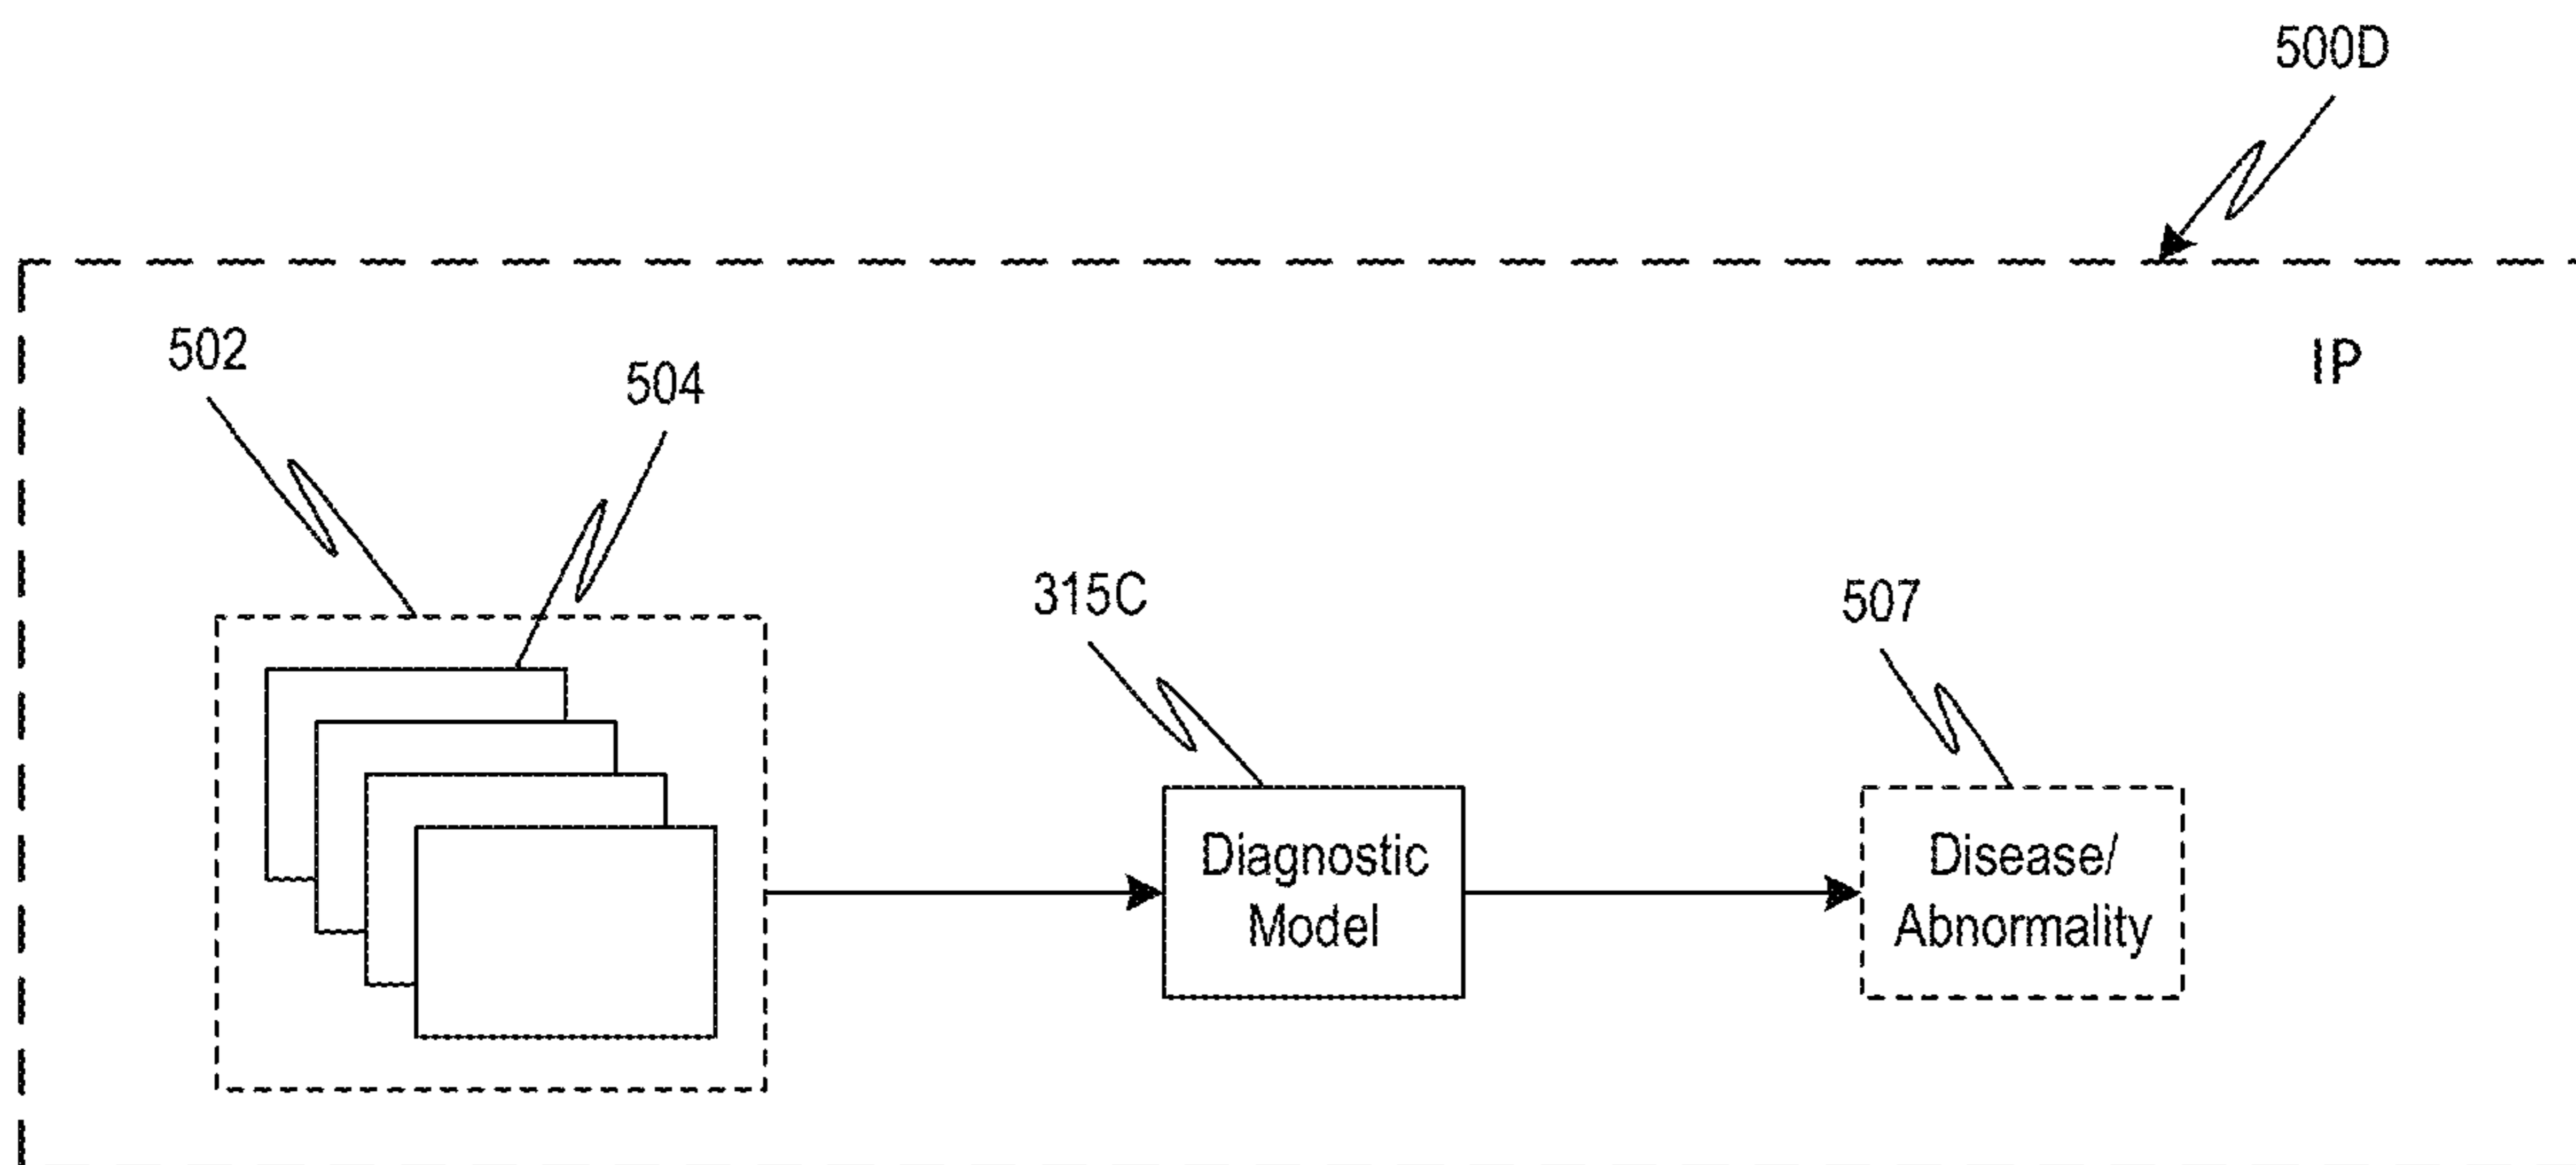 500D
IP
502
504
315C
507
Diagnostic
Model
Disease/
Abnormality